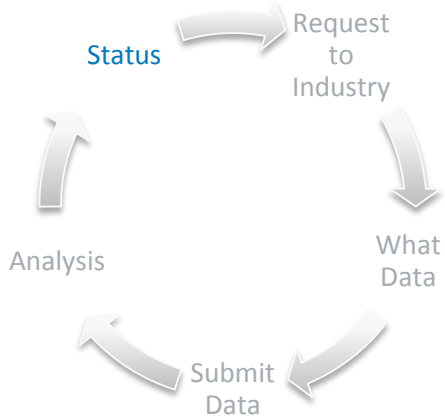 Status
Request
to
Industry
What
Data
Submit
Data
Analysis